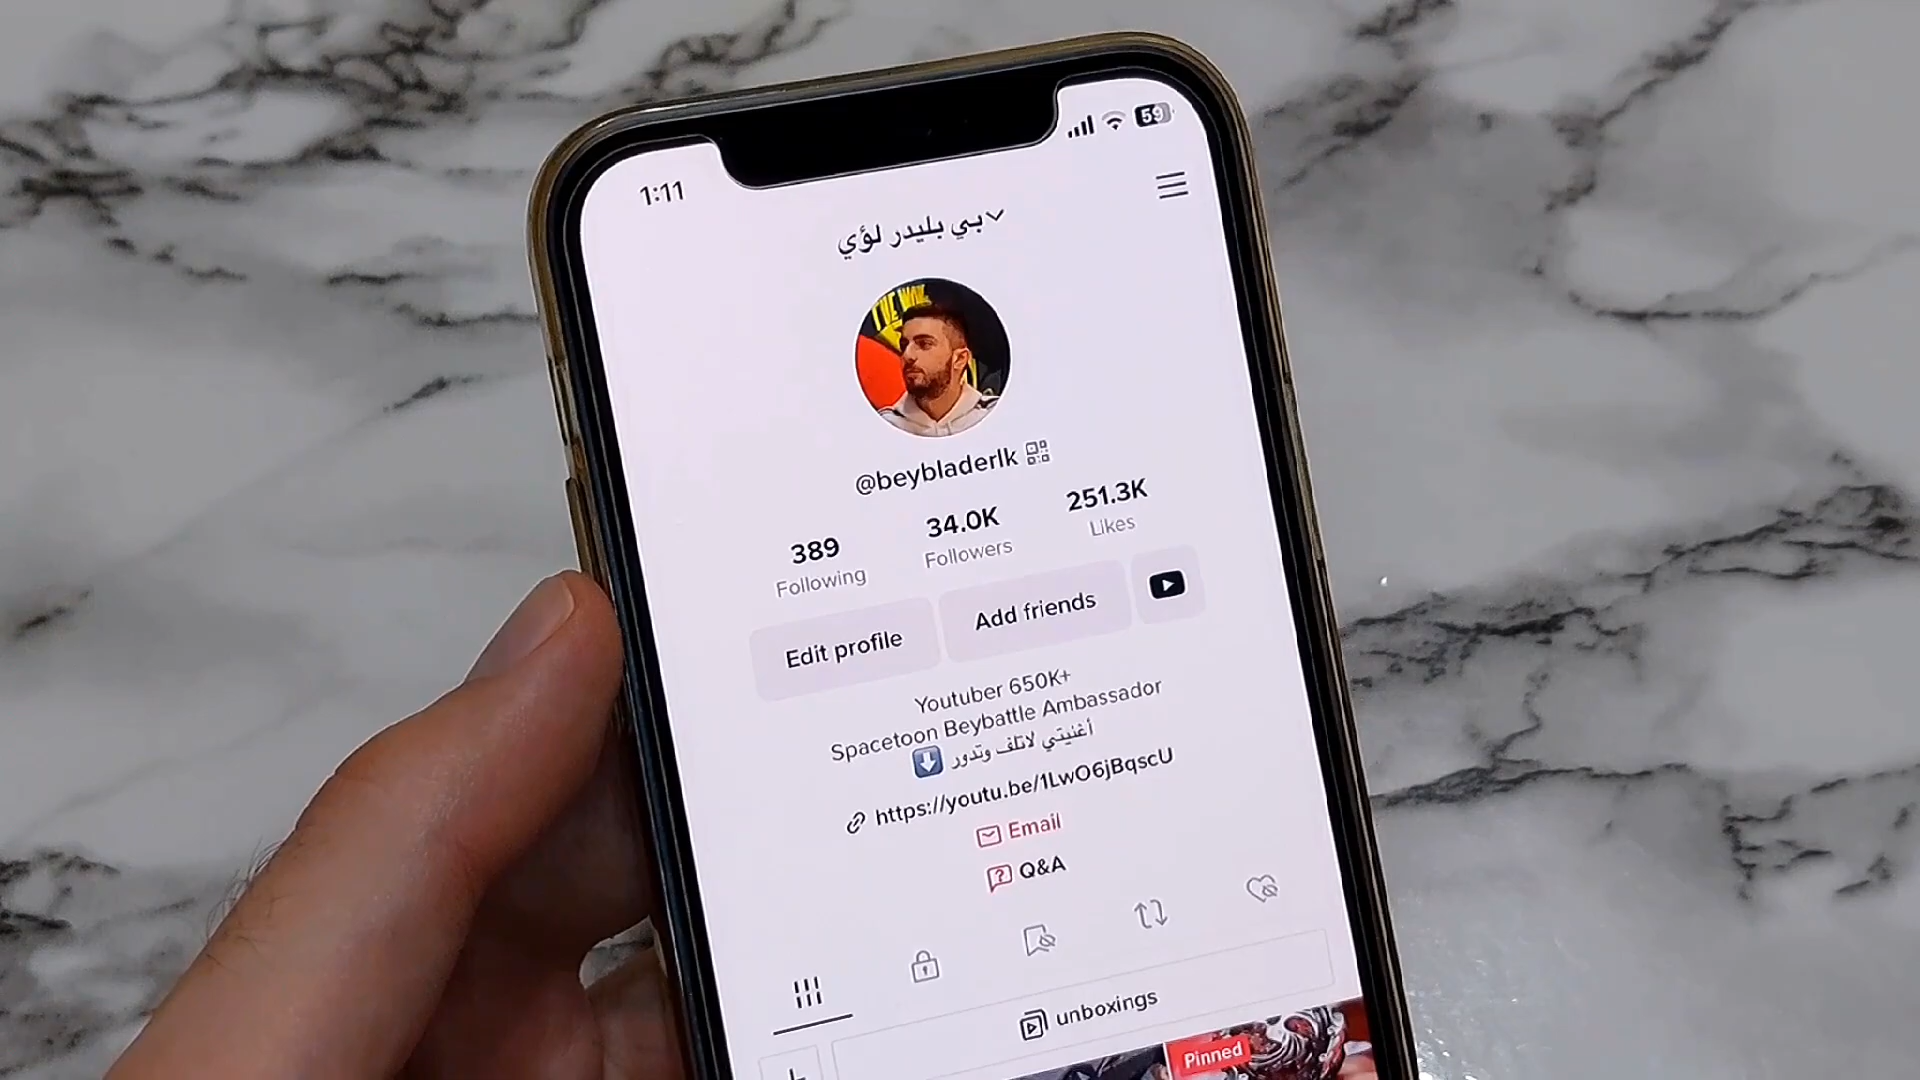 1:11
59
بي بليدر لؤي
THE
@beybladerlk
389
Following
34.0K
Followers
251.3K
Likes
Edit profile
Add friends
Youtuber 650K+
Spacetoon Beybattle Ambassador
أغنيتي لاتلف وتدور
https://youtu.be/1LwO6jBqscU
Email
Q&A
unboxings
Pinned